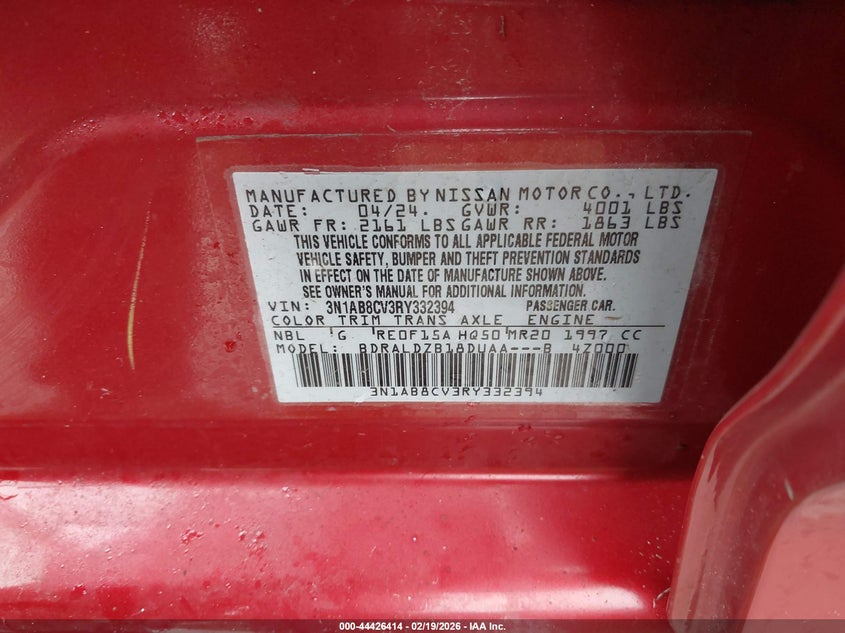 MANUFACTURED BY NISSAN MOTOR CO., LTD.
DATE: 04/24. GVWR: 4001 LBS
GAWR FR: 2161 LBS GAWR RR: 1863 LBS
THIS VEHICLE CONFORMS TO ALL APPLICABLE FEDERAL MOTOR
VEHICLE SAFETY, BUMPER AND THEFT PREVENTION STANDARDS
IN EFFECT ON THE DATE OF MANUFACTURE SHOWN ABOVE.
SEE OWNER'S MANUAL FOR ADDITIONAL INFORMATION.
VIN: 3N1AB8CV3RY332394 PASSENGER CAR.
COLOR TRIM TRANS AXLE ENGINE
NBL 'G RE0F15A HQ50 MR20 1997 CC
MODEL: BDRALDZB18DUAA---B 4Z000
3N1AB8CV3RY332394
000-44426414 - 02/19/2026 - IAA Inc.